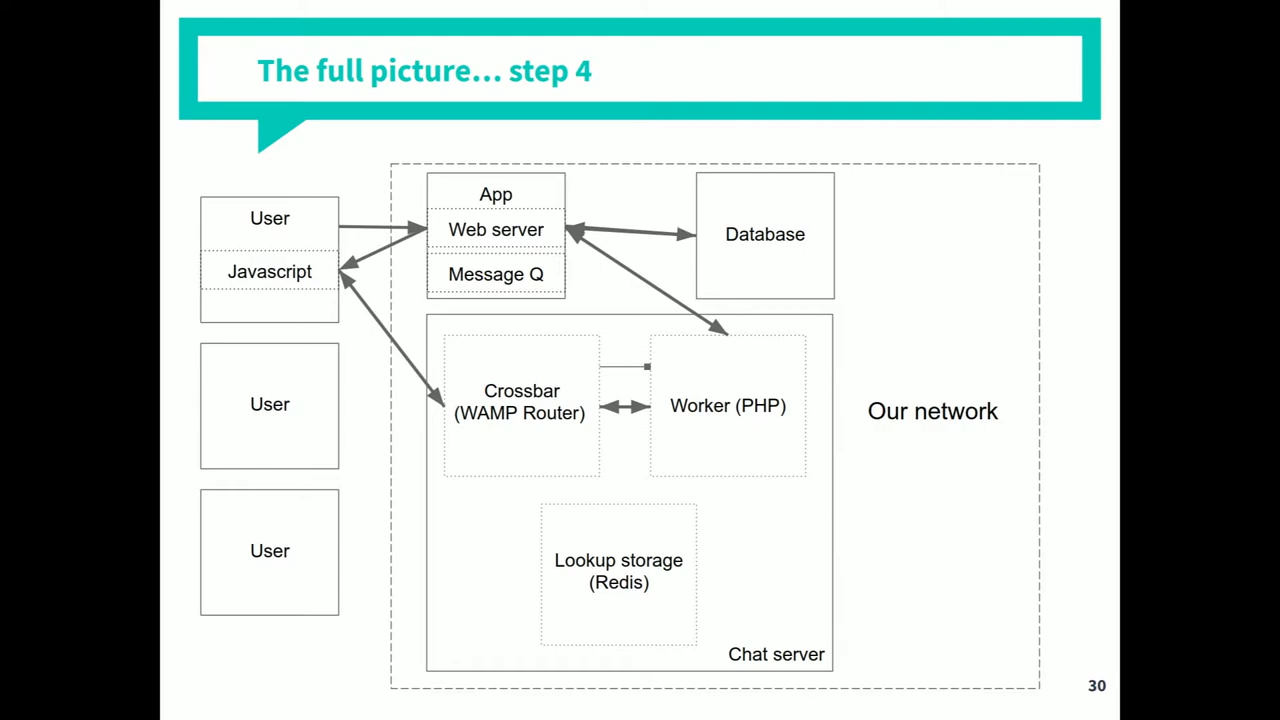 The full picture... step 4
User
Javascript
User
User
App
Web server
Message Q
Database
Crossbar
(WAMP Router)
Worker (PHP)
Our network
Lookup storage
(Redis)
Chat server
30